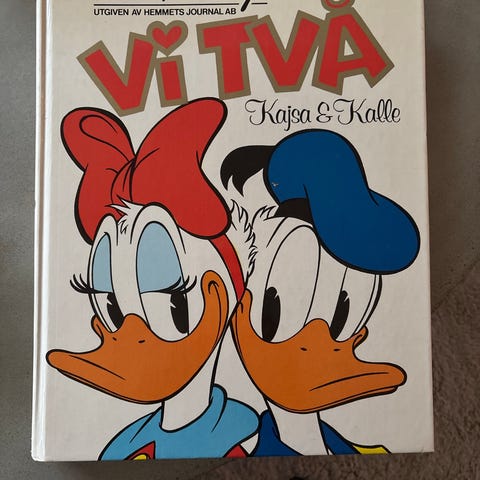 UTGIVEN AV HEMMETS JOURNAL AB
Vi TVÅ
Kajsa & Kalle